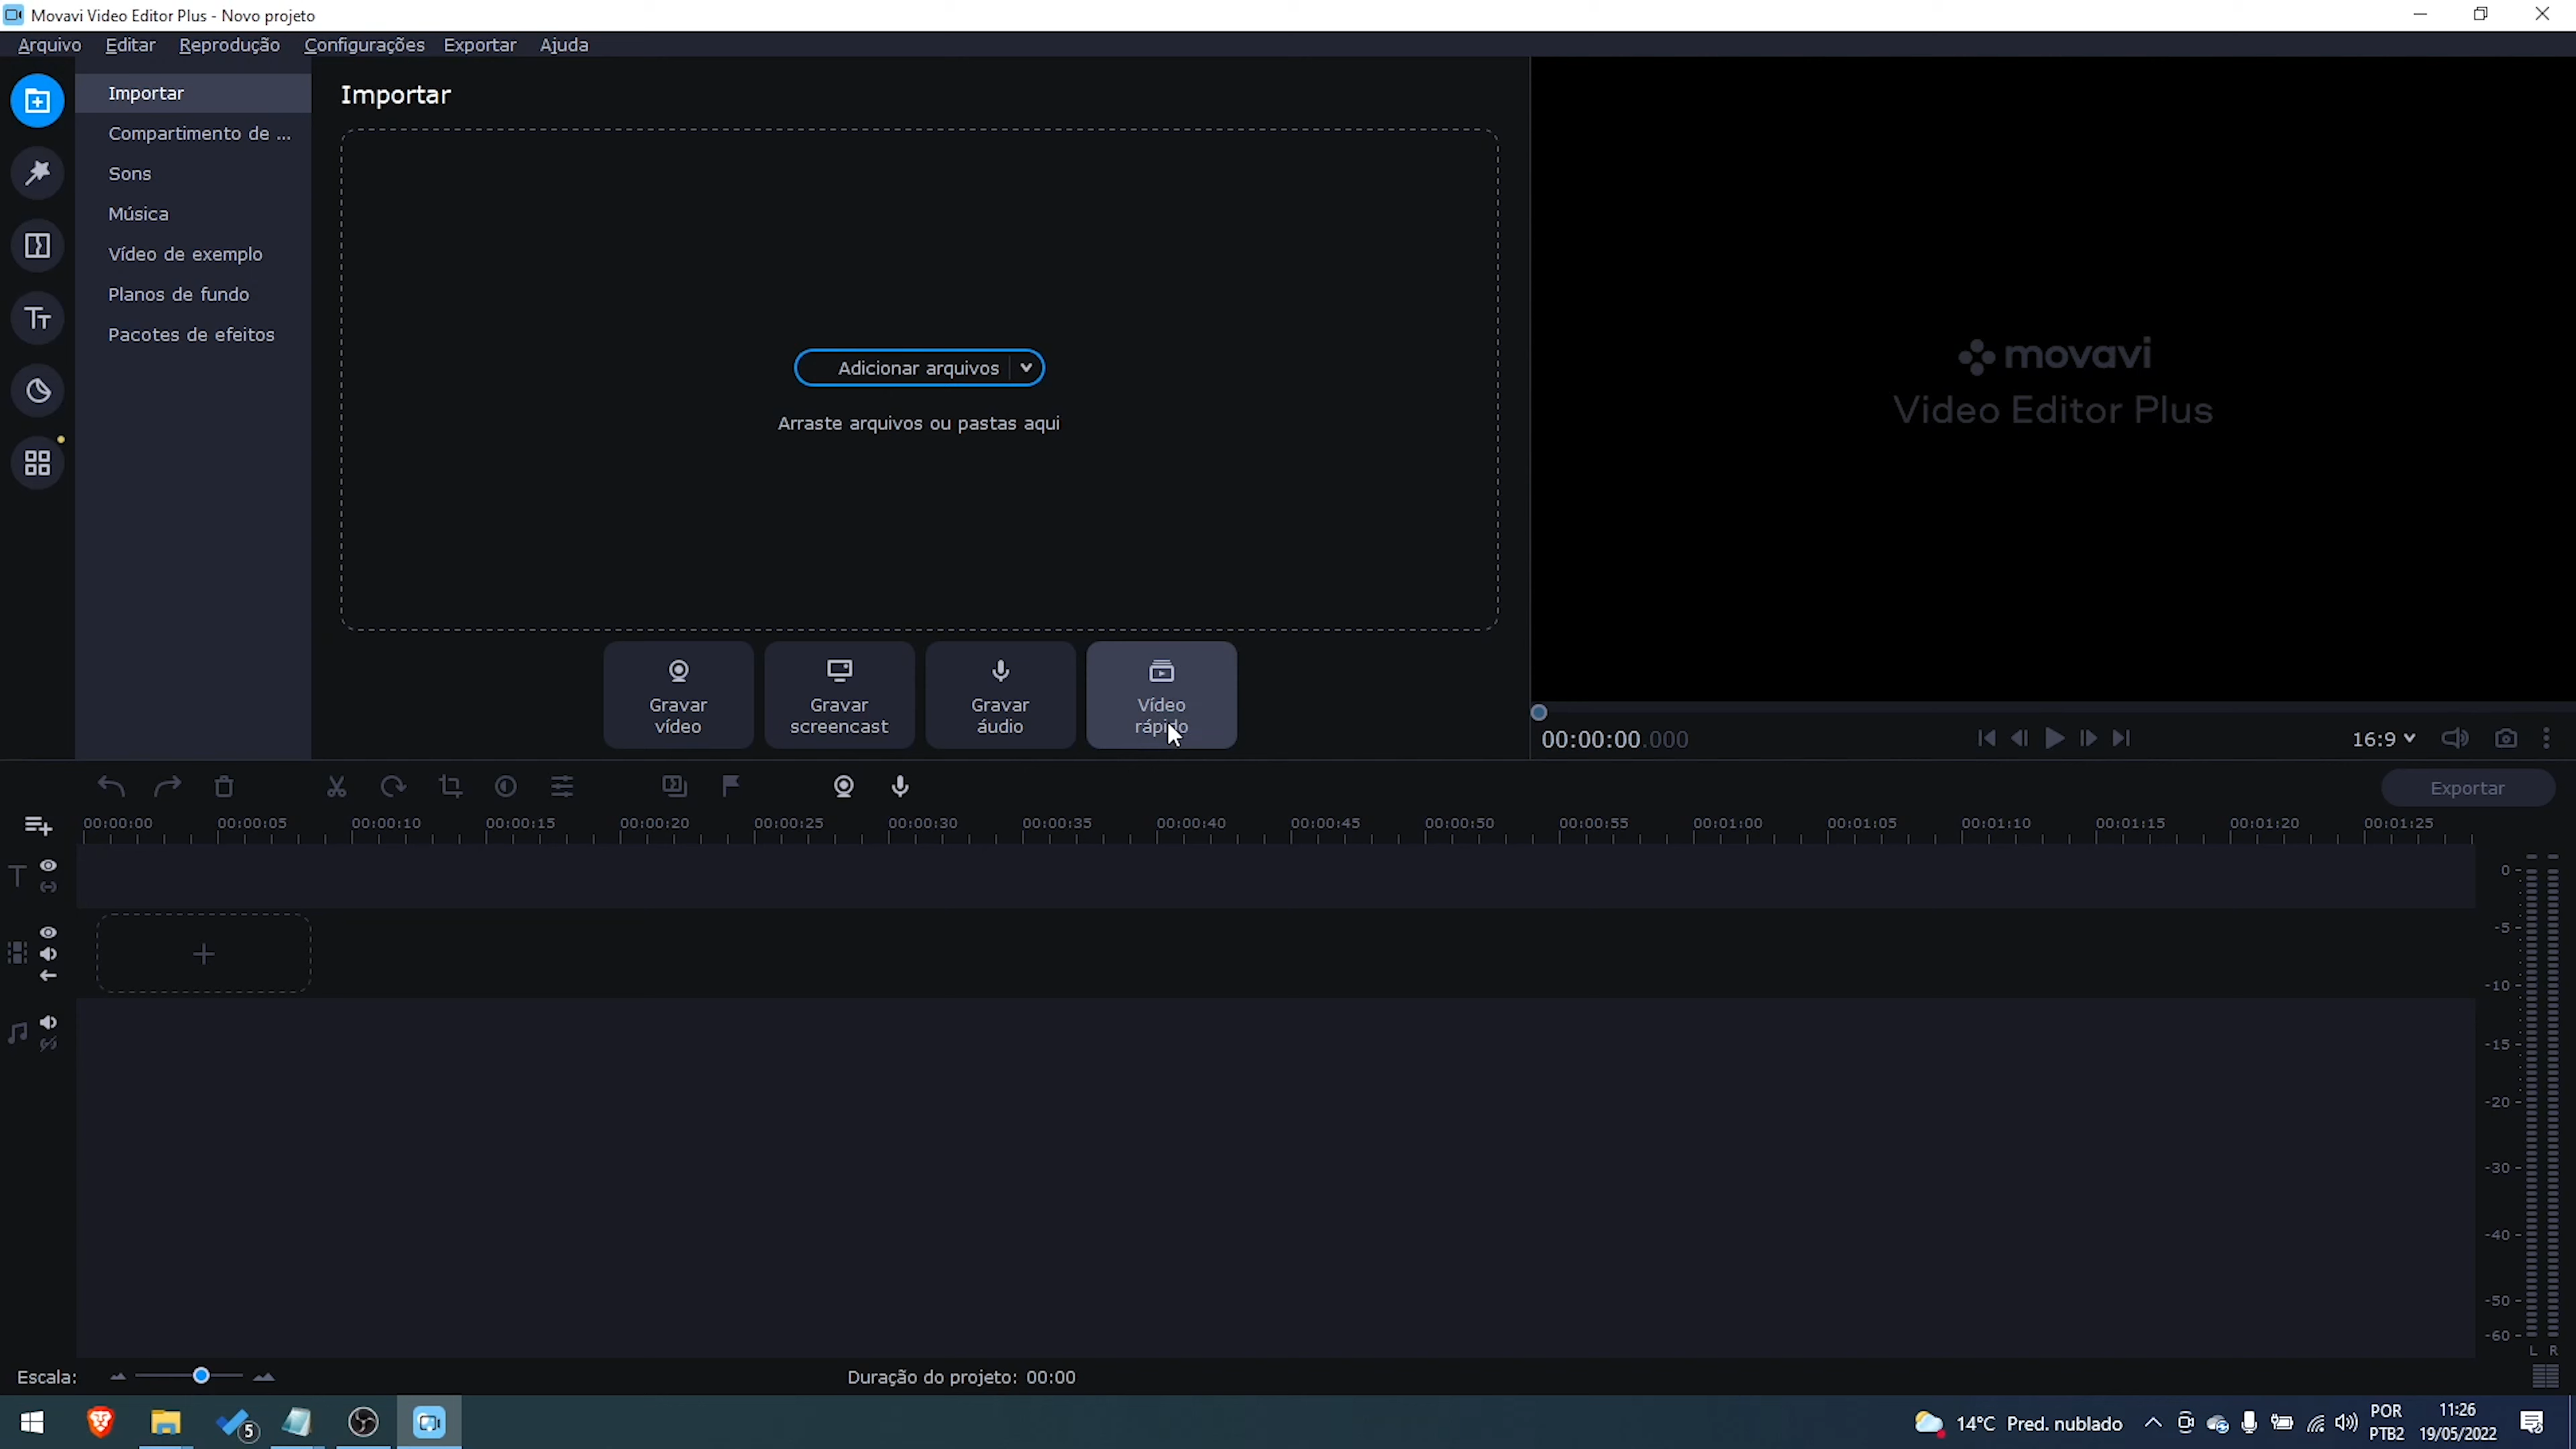 Movavi Video Editor Plus - Novo projeto
Arquivo Editar Reprodução Configurações Exportar Ajuda
Importar
Compartimento de ...
Sons
Música
Vídeo de exemplo
Planos de fundo
Pacotes de efeitos
Importar
Adicionar arquivos
Arraste arquivos ou pastas aqui
Gravar
vídeo
Gravar
screencast
Gravar
áudio
Vídeo
rápido
movavi
Video Editor Plus
00:00:00.000
16:9
Exportar
00:00:00 00:00:05 00:00:10 00:00:15 00:00:20 00:00:25 00:00:30 00:00:35 00:00:40 00:00:45 00:00:50 00:00:55 00:01:00 00:01:05 00:01:10 00:01:15 00:01:20 00:01:25
0
-5
-10
-15
-20
-30
-40
-50
-60
L R
Escala:
Duração do projeto: 00:00
5
14°C Pred. nublado
POR
PTB2
11:26
19/05/2022